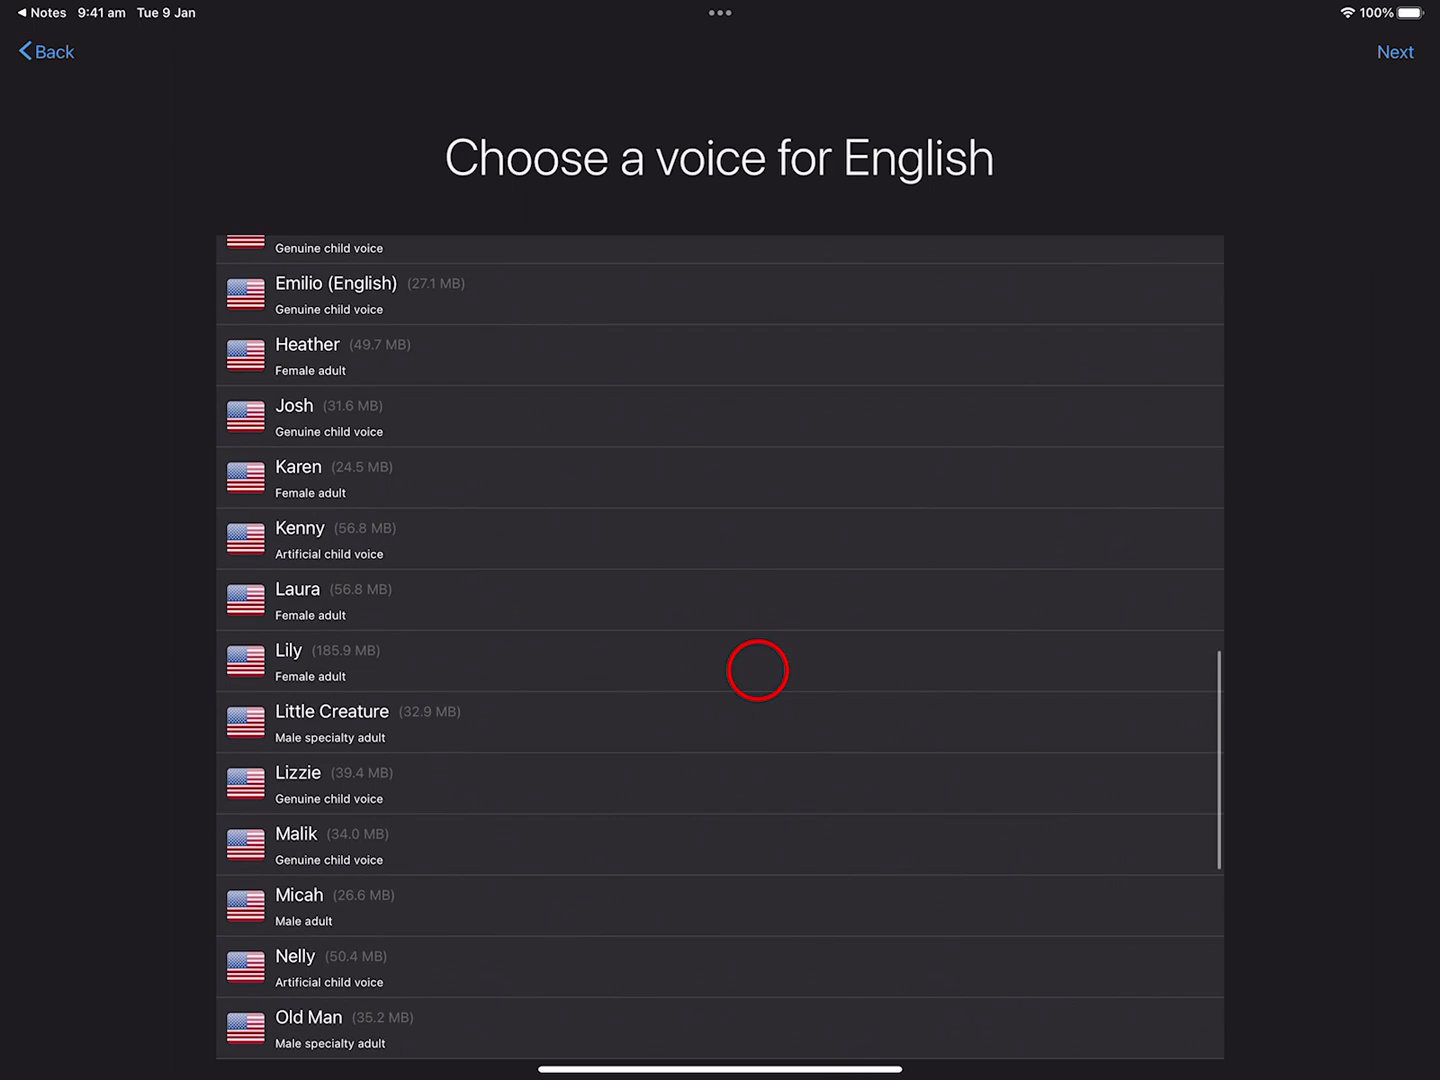 Notes 9:41 am Tue 9 Jan
100%
Back
Next
Choose a voice for English
Genuine child voice
Emilio (English) (27.1 MB)
Genuine child voice
Heather (49.7 MB)
Female adult
Josh (31.6 MB)
Genuine child voice
Karen (24.5 MB)
Female adult
Kenny (56.8 MB)
Artificial child voice
Laura (56.8 MB)
Female adult
Lily (185.9 MB)
Female adult
Little Creature (32.9 MB)
Male specialty adult
Lizzie (39.4 MB)
Genuine child voice
Malik (34.0 MB)
Genuine child voice
Micah (26.6 MB)
Male adult
Nelly (50.4 MB)
Artificial child voice
Old Man (35.2 MB)
Male specialty adult